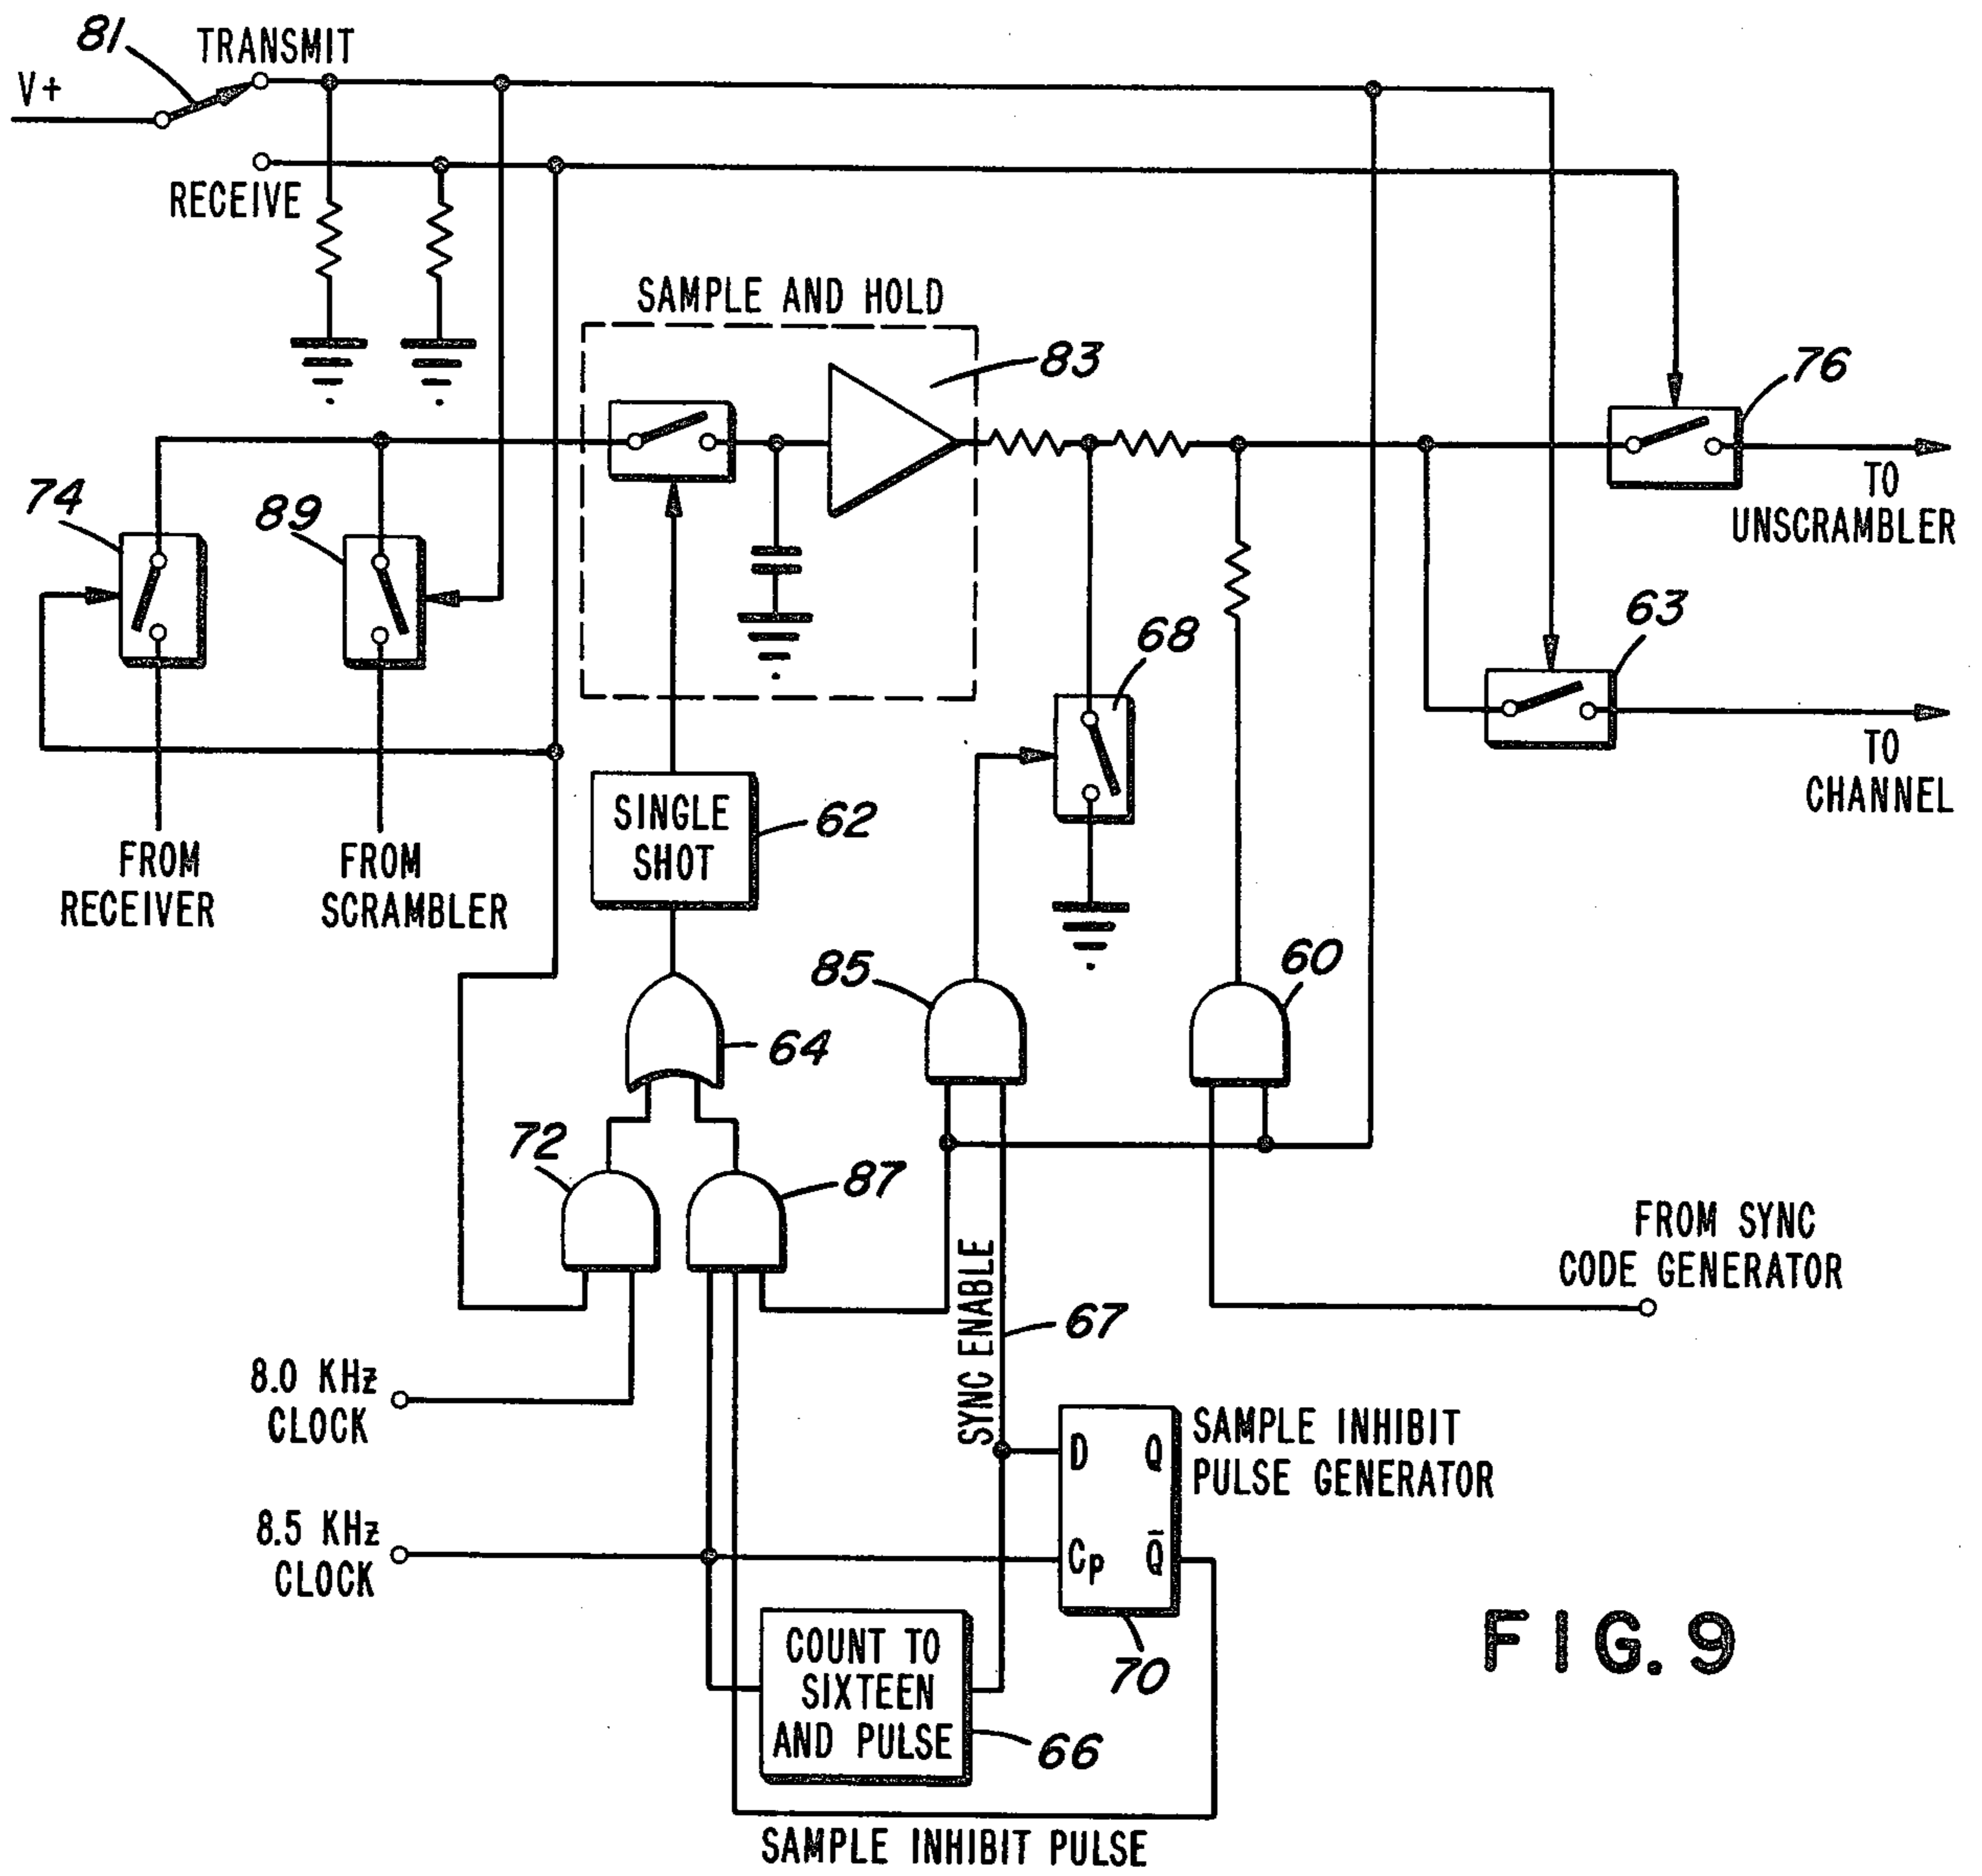 81
TRANSMIT
V+
RECEIVE
SAMPLE AND HOLD
83
76
74
89
TO
UNSCRAMBLER
68
63
TO
CHANNEL
SINGLE
SHOT
62
FROM
RECEIVER
FROM
SCRAMBLER
85
60
64
72
87
FROM SYNC
CODE GENERATOR
SYNC ENABLE
67
8.0 KHz
CLOCK
D Q
SAMPLE INHIBIT
PULSE GENERATOR
8.5 KHz
CLOCK
Cp Q̄
COUNT TO
SIXTEEN
AND PULSE
70
66
FIG. 9
SAMPLE INHIBIT PULSE